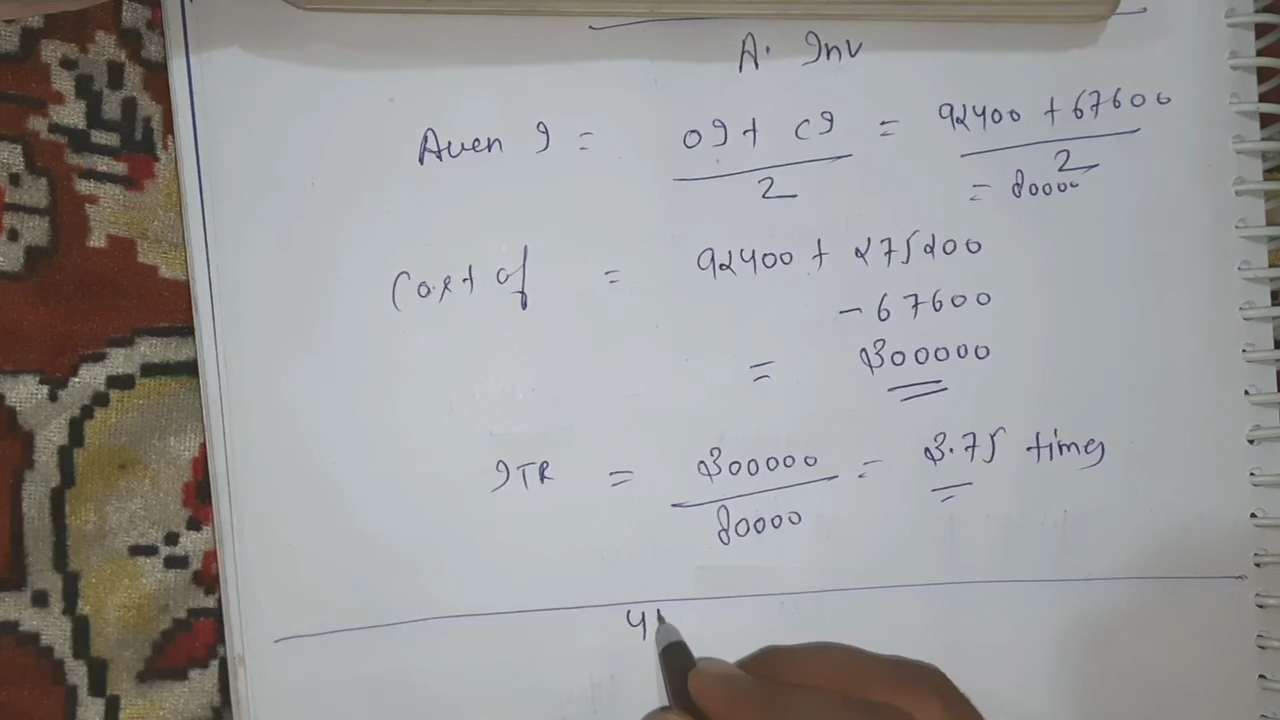 A. Inv
Aven I = OI + CI / 2 = 92400 + 67600 / 2
= 80000
Cost of = 92400 + 275200
- 67600
= 300000
ITR = 300000 / 80000 = 3.75 times
4